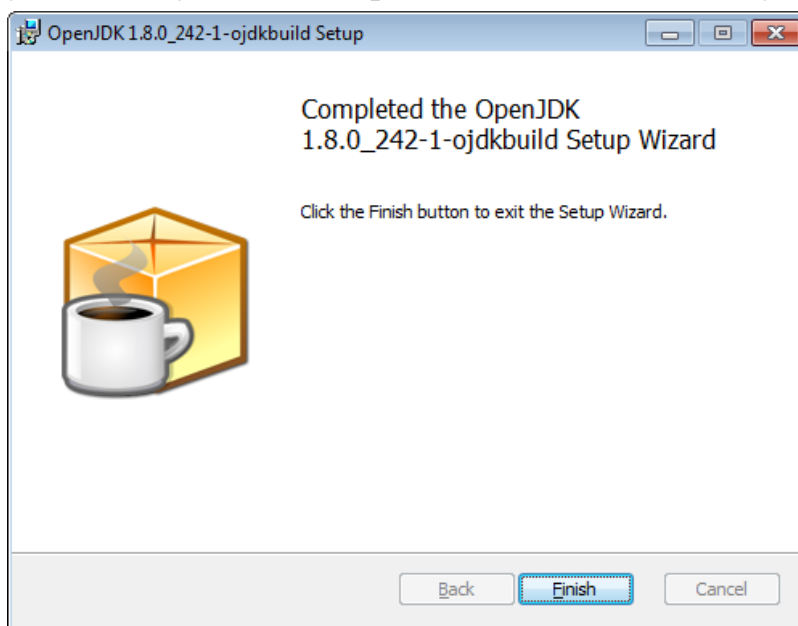 OpenJDK 1.8.0_242-1-ojdkbuild Setup
Completed the OpenJDK
1.8.0_242-1-ojdkbuild Setup Wizard
Click the Finish button to exit the Setup Wizard.
Back
Finish
Cancel